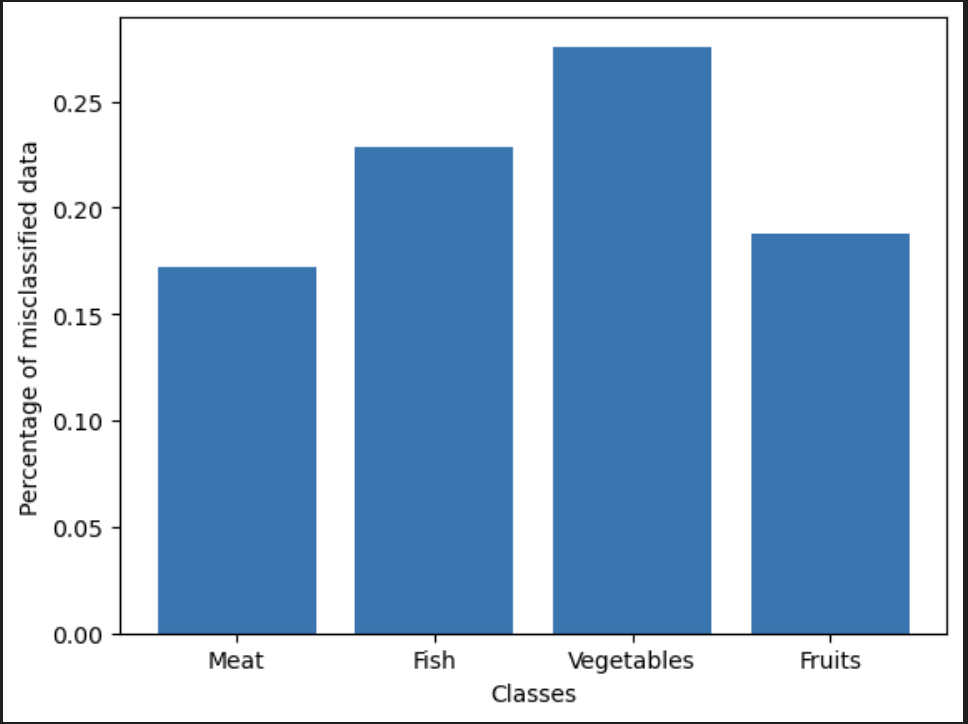 Percentage of misclassified data
0.25
0.20
0.15
0.10
0.05
0.00
Meat Fish Vegetables Fruits
Classes